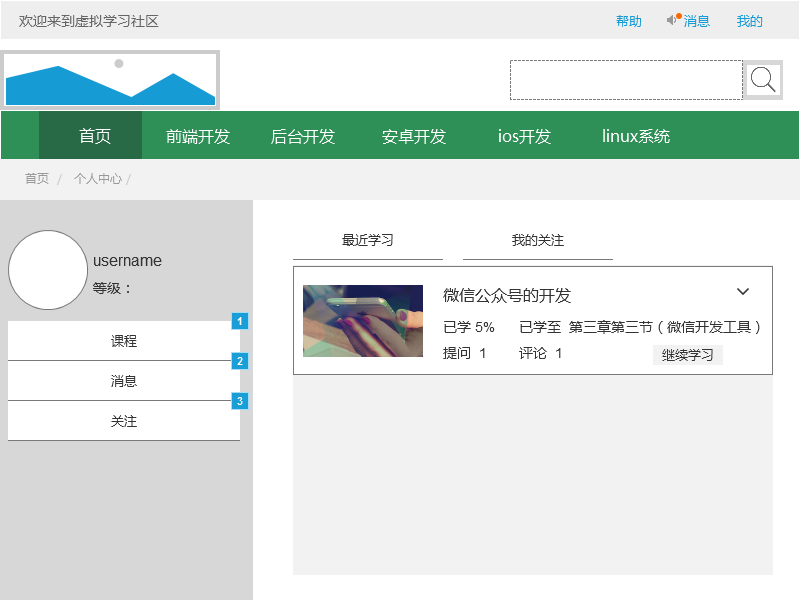 欢迎来到虚拟学习社区
帮助 消息 我的
首页 前端开发 后台开发 安卓开发 ios开发 linux系统
首页 / 个人中心 /
username
等级：
1
课程
2
消息
3
关注
最近学习 我的关注
微信公众号的开发
已学 5% 已学至 第三章第三节（微信开发工具）
提问 1 评论 1 继续学习